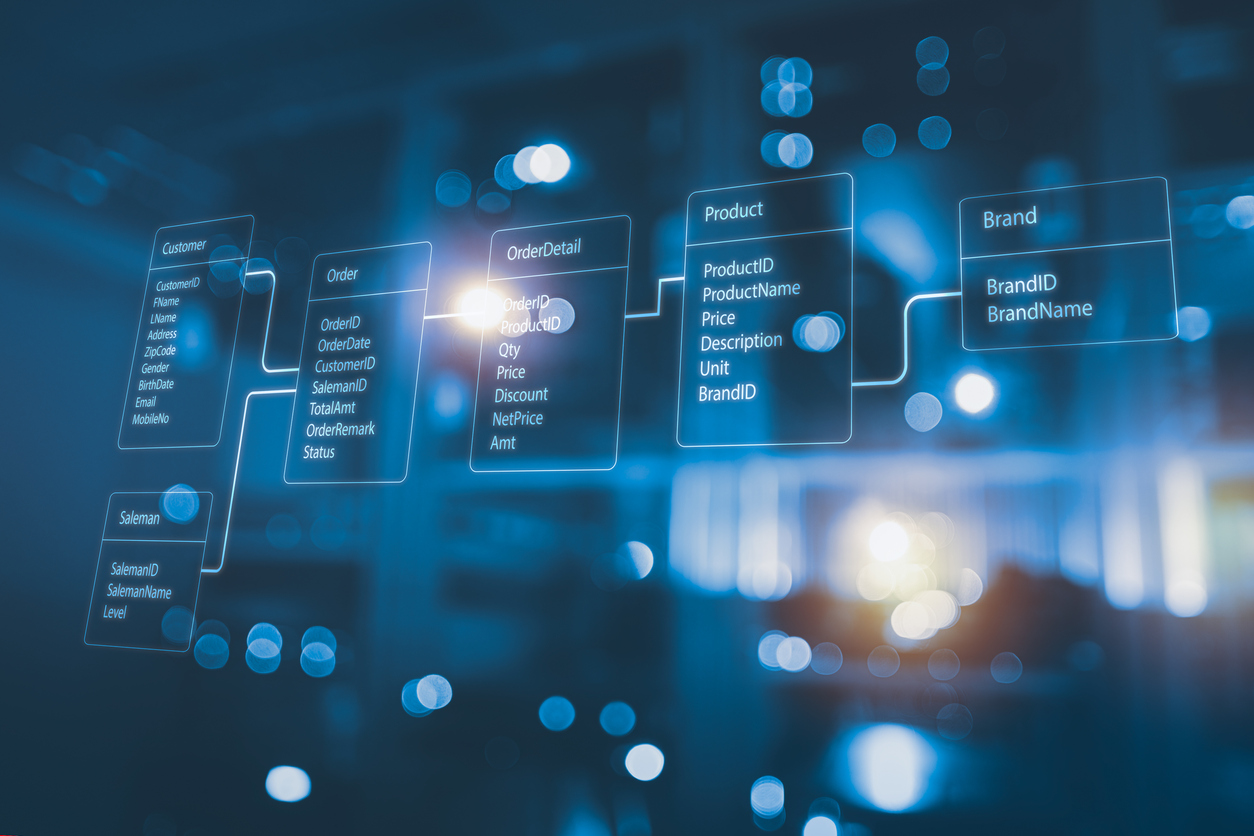 Customer
CustomerID
FName
LName
Address
ZipCode
Gender
BirthDate
Email
MobileNo
Order
OrderID
OrderDate
CustomerID
SalemanID
TotalAmt
OrderRemark
Status
OrderDetail
OrderID
ProductID
Qty
Price
Discount
NetPrice
Amt
Product
ProductID
ProductName
Price
Description
Unit
BrandID
Brand
BrandID
BrandName
Saleman
SalemanID
SalemanName
Level